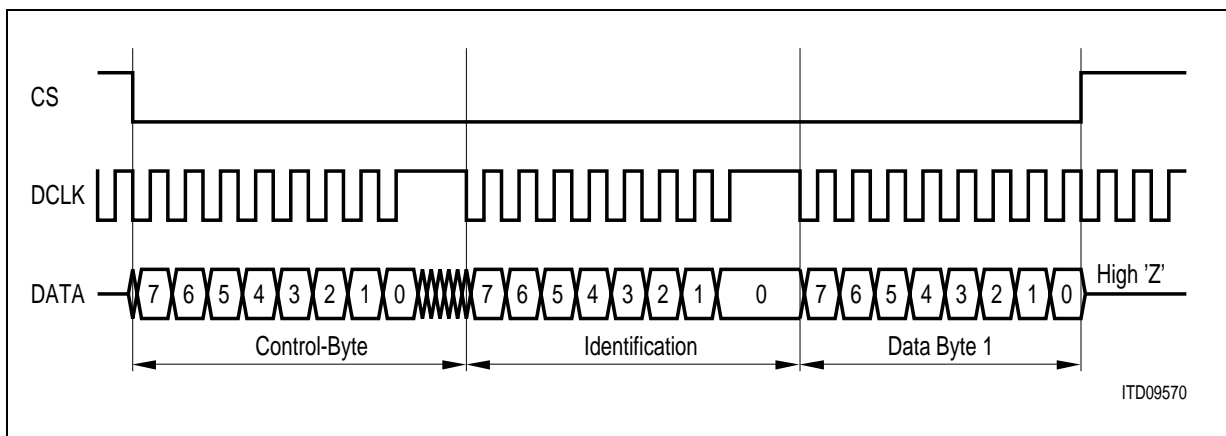 CS
DCLK
DATA
7 6 5 4 3 2 1 0 7 6 5 4 3 2 1 0 7 6 5 4 3 2 1 0
High 'Z'
Control-Byte
Identification
Data Byte 1
ITD09570